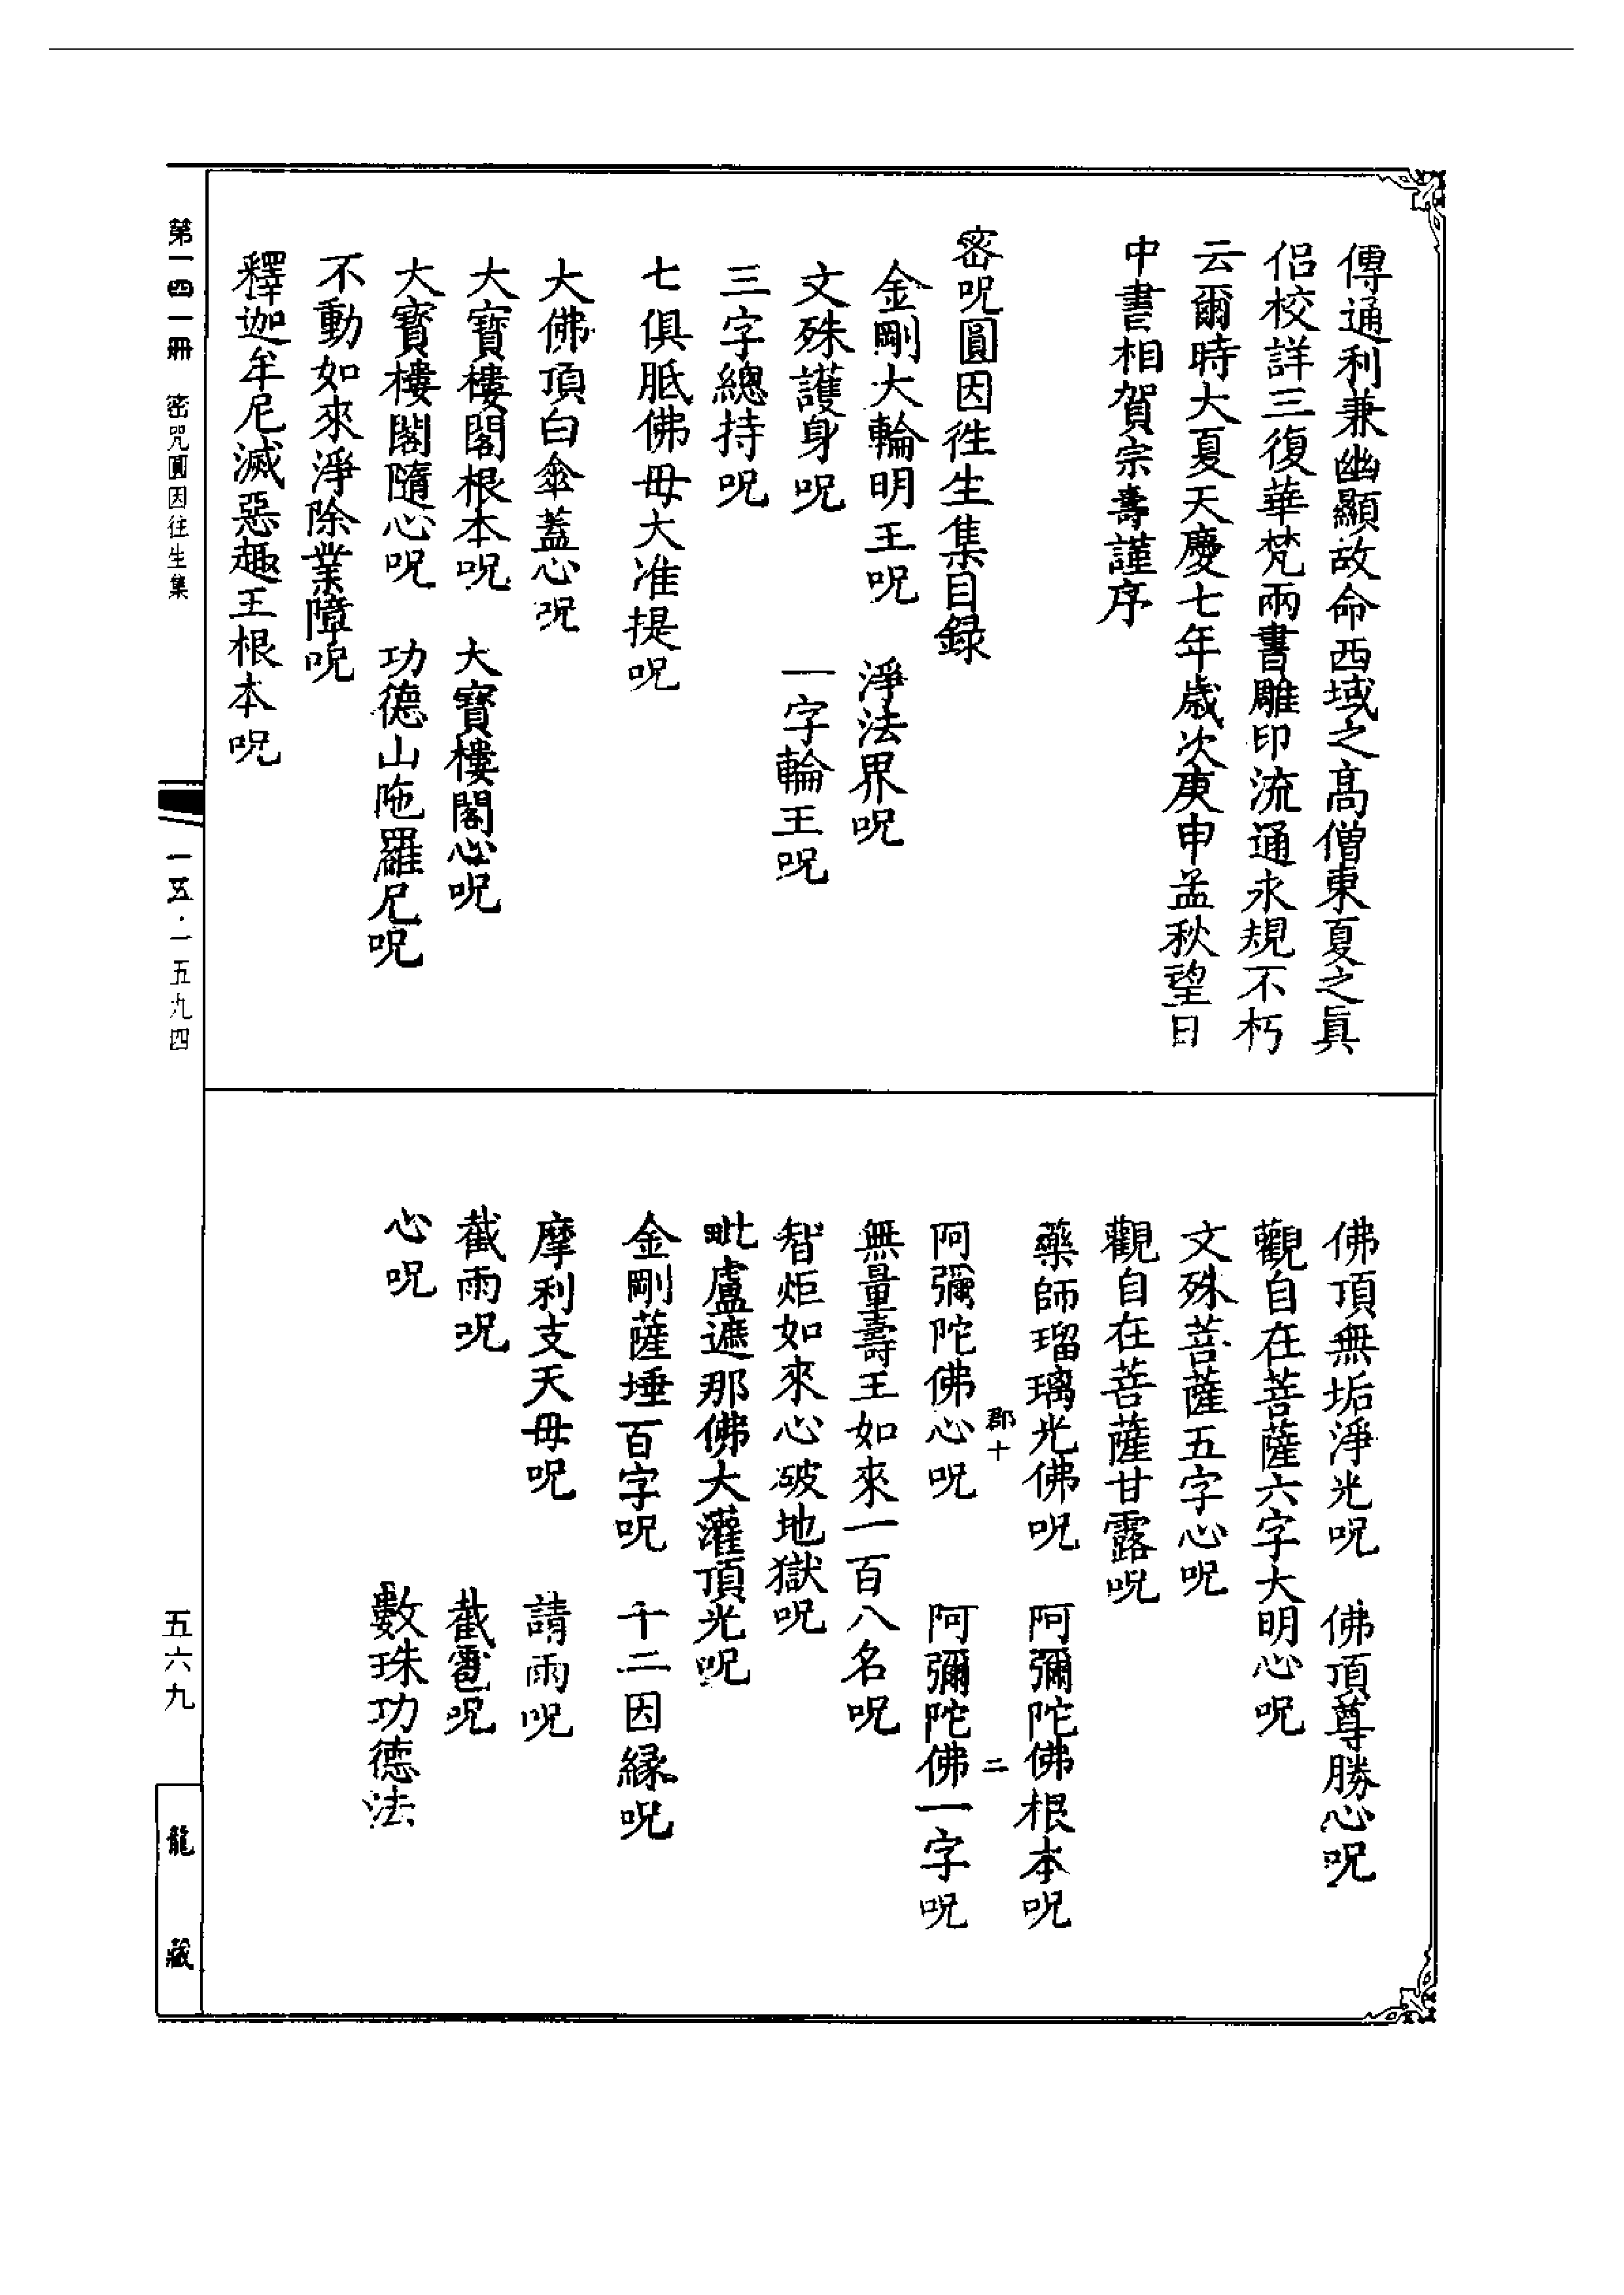 傳通利兼幽顯故命西域之高僧東夏之眞
侶校詳三復華梵兩書雕印流通永規不朽
云爾時大夏天慶七年歲次庚申孟秋望日
中書相賀宗壽謹序
密呪圓因徃生集目録
金剛大輪明王呪　淨法界呪
文殊護身呪　一字輪王呪
三字總持呪
七俱胝佛母大准提呪
大佛頂白傘蓋心呪
大寶樓閣根本呪　大寶樓閣心呪
大寶樓閣隨心呪　功德山陁羅尼呪
不動如來淨除業障呪
釋迦牟尼滅惡趣王根本呪
佛頂無垢淨光呪　佛頂尊勝心呪
觀自在菩薩六字大明心呪
文殊菩薩五字心呪
觀自在菩薩甘露呪
藥師瑠璃光佛呪　阿彌陀佛根本呪
郡十　二
阿彌陀佛心呪　阿彌陀佛一字呪
無量壽王如來一百八名呪
智炬如來心破地獄呪
毗盧遮那佛大灌頂光呪
金剛薩埵百字呪　十二因縁呪
摩利支天母呪　請雨呪
截雨呪　截雹呪
心呪　數珠功德法
第一四一冊　密咒圓因往生集
一五·一五九四
五六九
龍藏